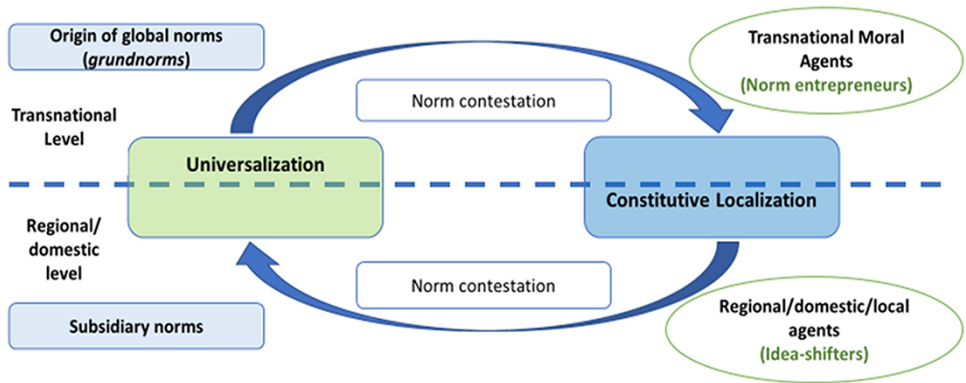 Origin of global norms
(grundnorms)
Transnational Moral
Agents
(Norm entrepreneurs)
Norm contestation
Transnational
Level
Universalization
Constitutive Localization
Regional/
domestic
level
Norm contestation
Subsidiary norms
Regional/domestic/local
agents
(Idea-shifters)